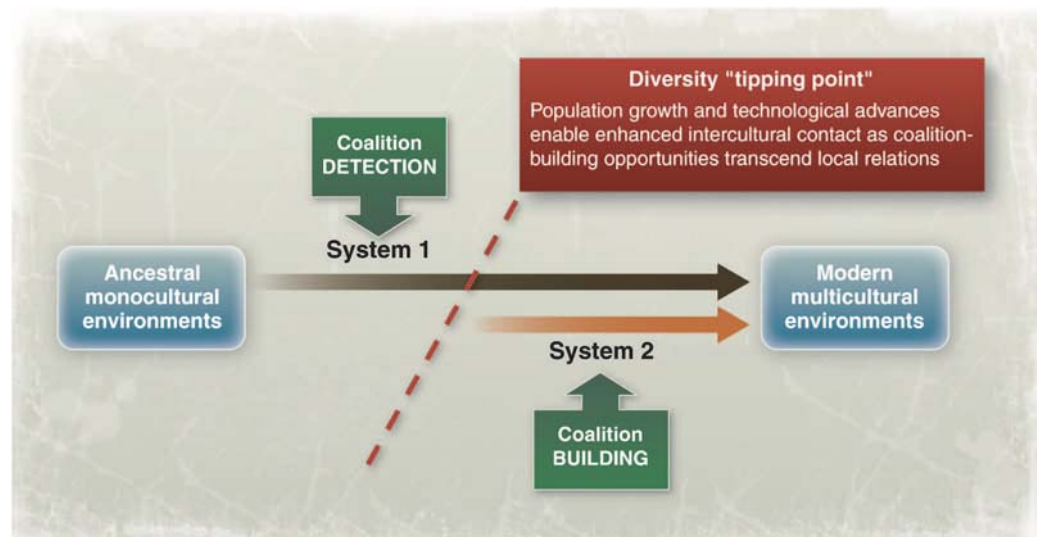 Diversity "tipping point"
Population growth and technological advances
enable enhanced intercultural contact as coalition-
building opportunities transcend local relations
Coalition
DETECTION
System 1
Ancestral
monocultural
environments
Modern
multicultural
environments
System 2
Coalition
BUILDING